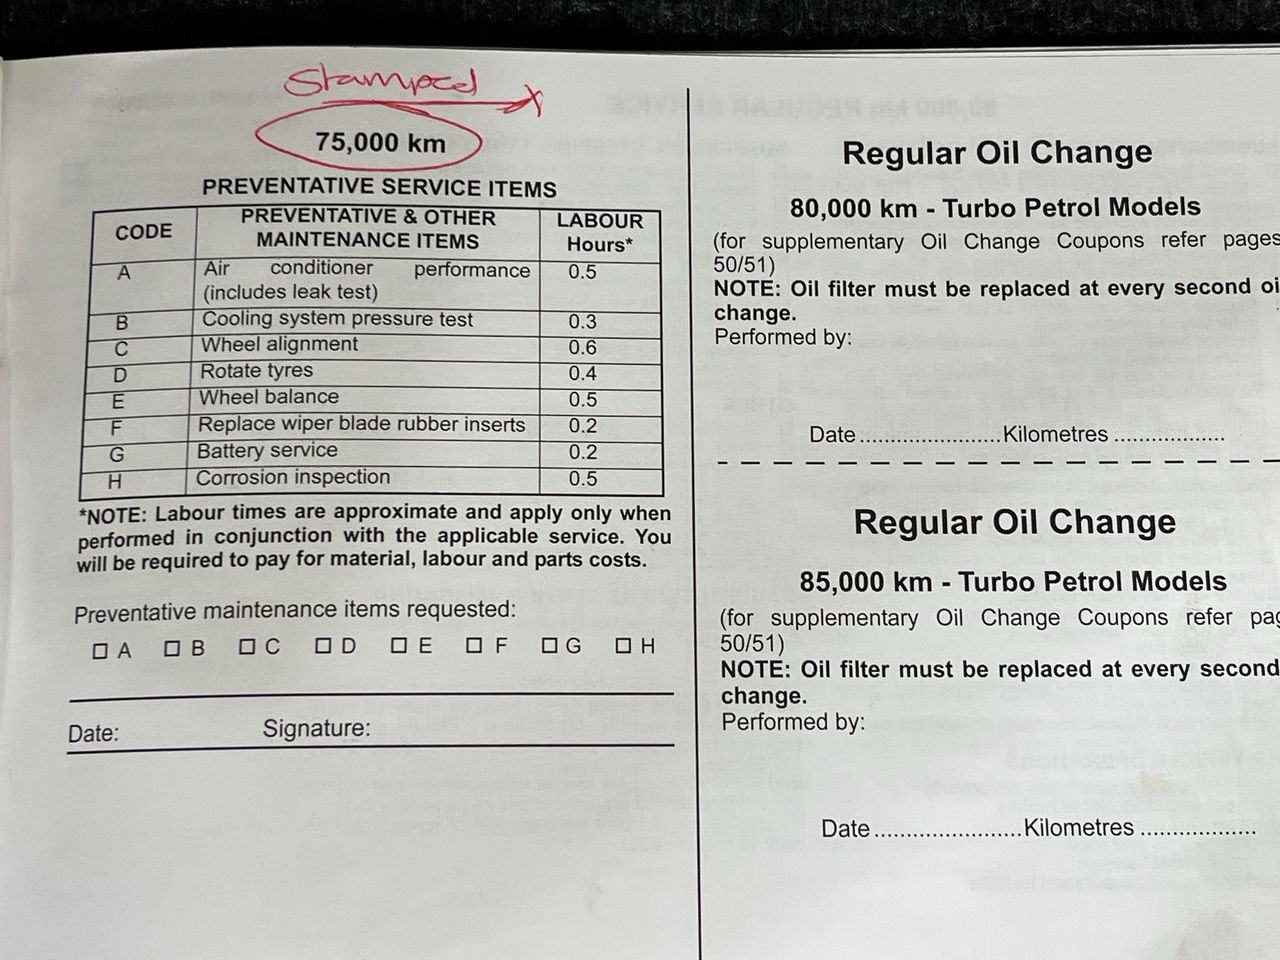 Stamped
75,000 km
PREVENTATIVE SERVICE ITEMS
CODE PREVENTATIVE & OTHER MAINTENANCE ITEMS LABOUR Hours*
A Air conditioner performance (includes leak test) 0.5
B Cooling system pressure test 0.3
C Wheel alignment 0.6
D Rotate tyres 0.4
E Wheel balance 0.5
F Replace wiper blade rubber inserts 0.2
G Battery service 0.2
H Corrosion inspection 0.5
*NOTE: Labour times are approximate and apply only when
performed in conjunction with the applicable service. You
will be required to pay for material, labour and parts costs.
Preventative maintenance items requested:
☐ A ☐ B ☐ C ☐ D ☐ E ☐ F ☐ G ☐ H
Date: Signature:
Regular Oil Change
80,000 km - Turbo Petrol Models
(for supplementary Oil Change Coupons refer pages
50/51)
NOTE: Oil filter must be replaced at every second oi
change.
Performed by:
Date.......................Kilometres ..................
Regular Oil Change
85,000 km - Turbo Petrol Models
(for supplementary Oil Change Coupons refer pag
50/51)
NOTE: Oil filter must be replaced at every second
change.
Performed by:
Date.......................Kilometres ...................